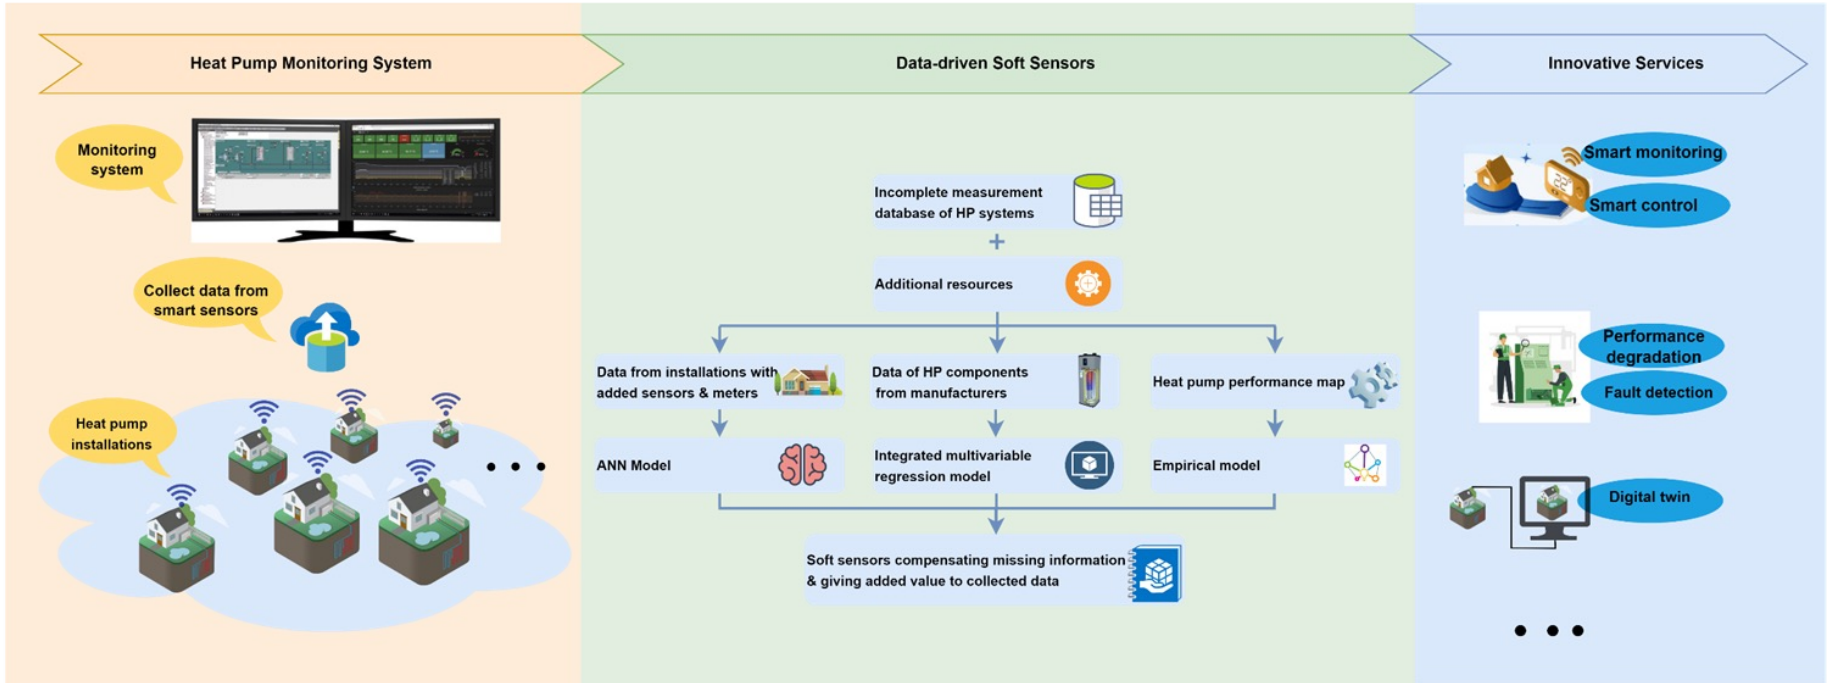 Heat Pump Monitoring System
Data-driven Soft Sensors
Innovative Services
Monitoring
system
Collect data from
smart sensors
Heat pump
installations
Incomplete measurement
database of HP systems
+
Additional resources
Data from installations with
added sensors & meters
Data of HP components
from manufacturers
Heat pump performance map
ANN Model
Integrated multivariable
regression model
Empirical model
Soft sensors compensating missing information
& giving added value to collected data
Smart monitoring
Smart control
Performance
degradation
Fault detection
Digital twin